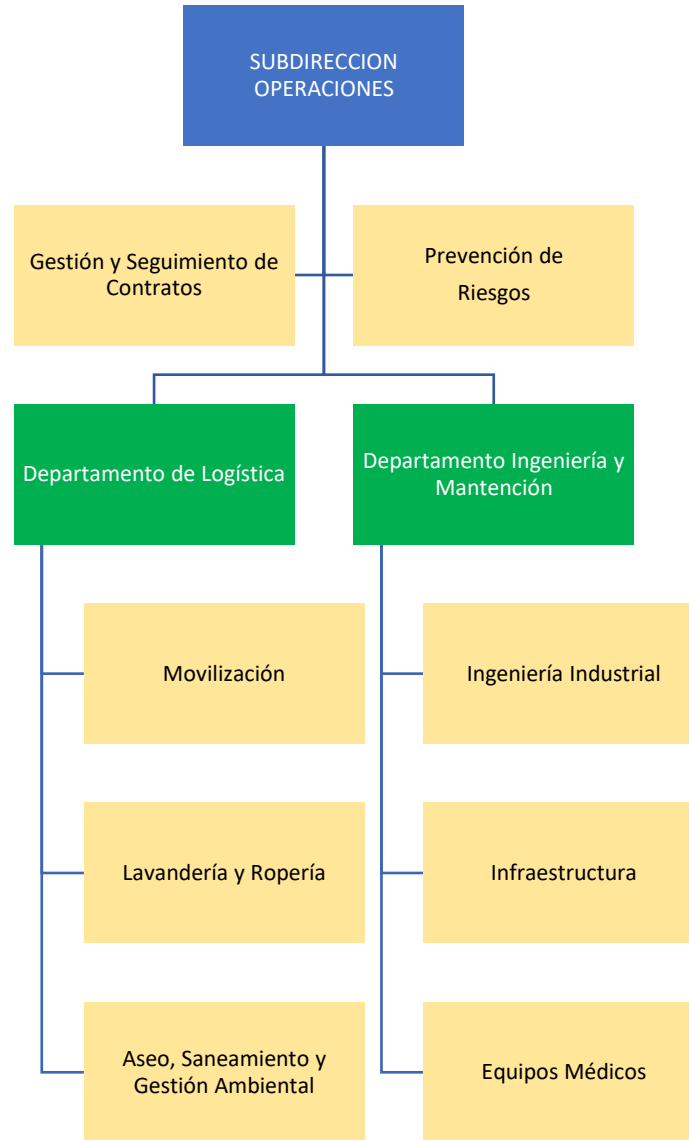 SUBDIRECCION
OPERACIONES
Gestión y Seguimiento de
Contratos
Prevención de
Riesgos
Departamento de Logística
Departamento Ingeniería y
Mantención
Movilización
Ingeniería Industrial
Lavandería y Ropería
Infraestructura
Aseo, Saneamiento y
Gestión Ambiental
Equipos Médicos